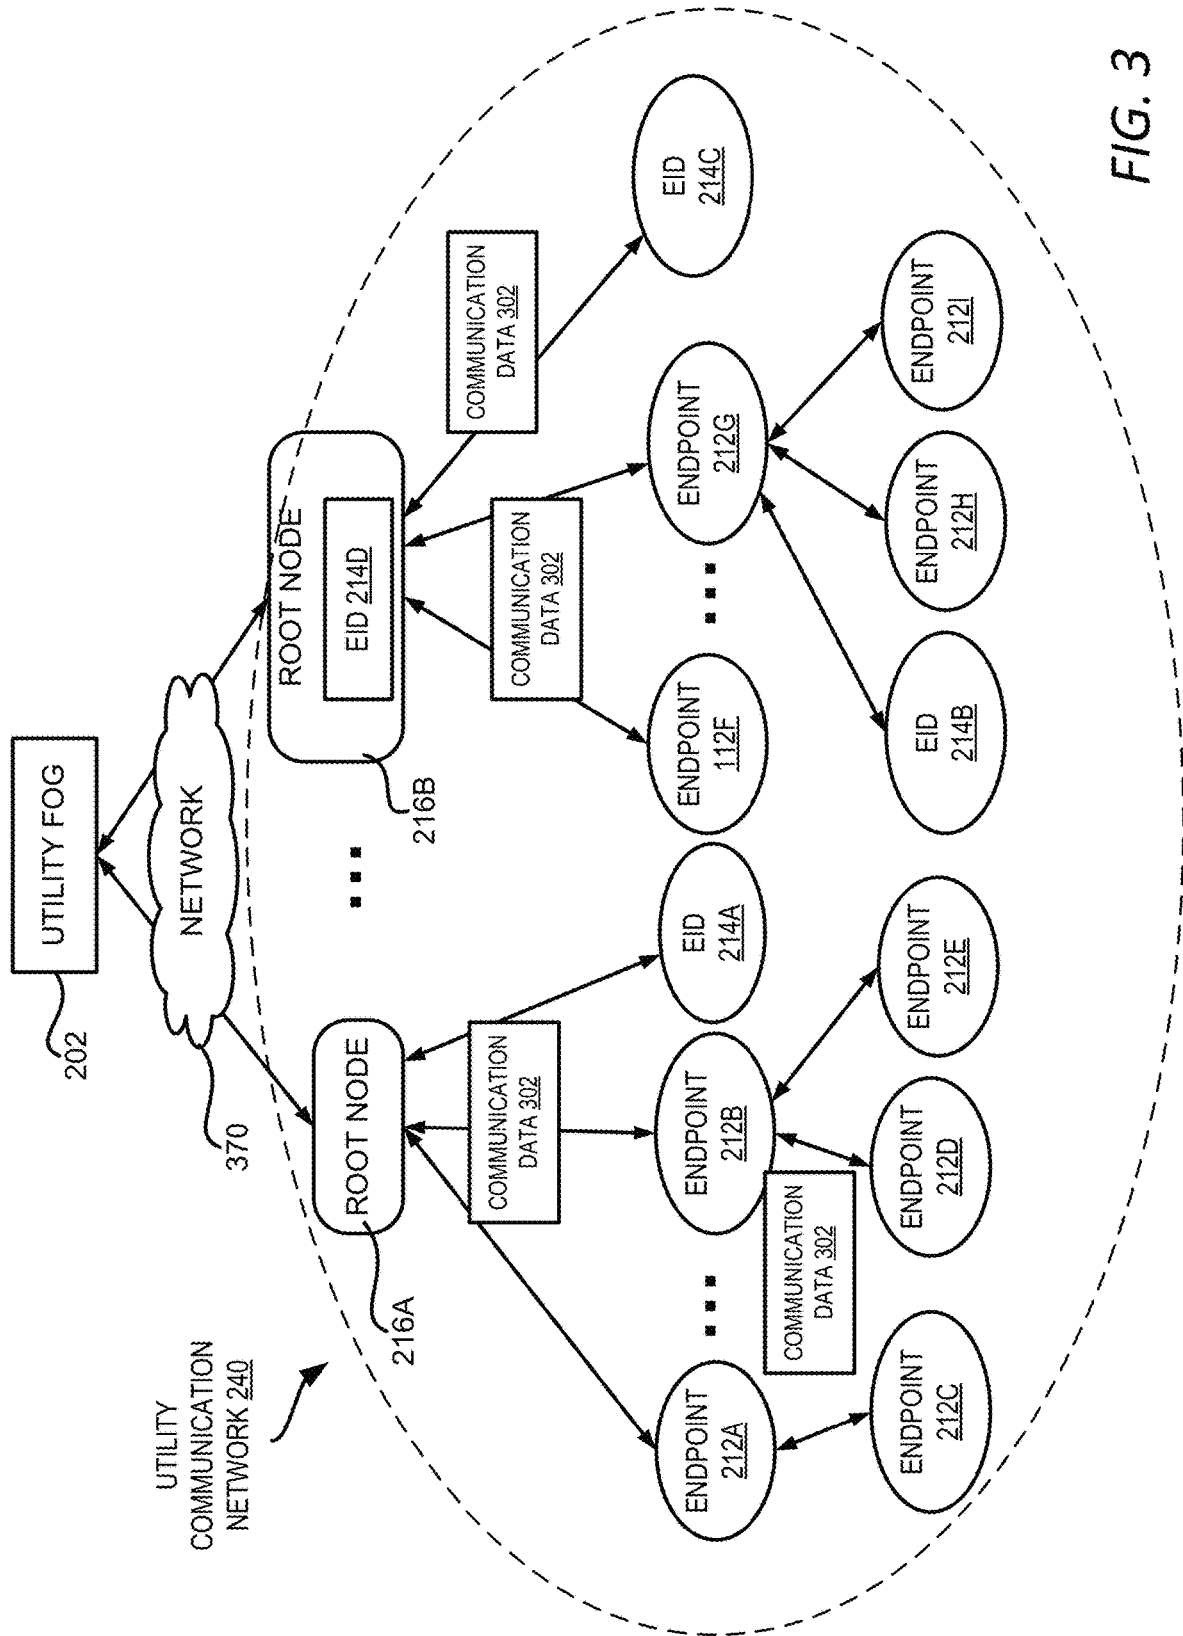 UTILITY FOG
202
NETWORK
370
UTILITY
COMMUNICATION
NETWORK 240
ROOT NODE
216A
ROOT NODE
EID 214D
216B
COMMUNICATION
DATA 302
COMMUNICATION
DATA 302
COMMUNICATION
DATA 302
ENDPOINT
212A
ENDPOINT
212B
EID
214A
ENDPOINT
112F
ENDPOINT
212G
EID
214C
COMMUNICATION
DATA 302
ENDPOINT
212C
ENDPOINT
212D
ENDPOINT
212E
EID
214B
ENDPOINT
212H
ENDPOINT
212I
FIG. 3